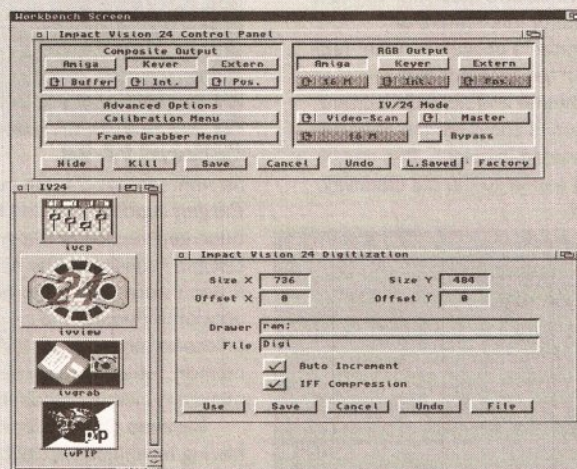 Workbench Screen
Impact Vision 24 Control Panel
Composite Output
Amiga Keyer Extern
Buffer Int. Pos.
RGB Output
Amiga Keyer Extern
16 M Int. Pos.
Advanced Options
Calibration Menu
Frame Grabber Menu
IV/24 Mode
Video-Scan Master
16 M Bypass
Hide Kill Save Cancel Undo L.Saved Factory
IV24
ivcp
24
ivview
ivgrab
pip
ivPIP
Impact Vision 24 Digitization
Size X 736 Size Y 484
Offset X 0 Offset Y 0
Drawer ram:
File Digi
Auto Increment
IFF Compression
Use Save Cancel Undo File